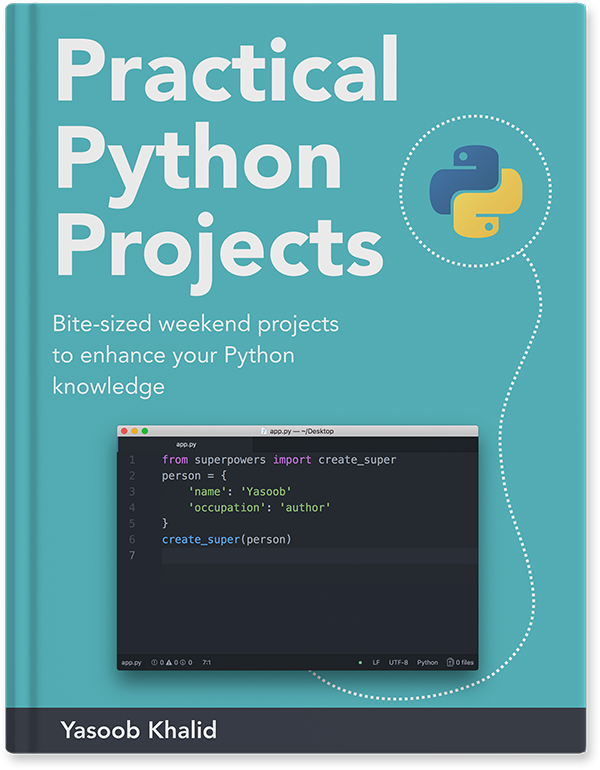 Practical
Python
Projects
Bite-sized weekend projects
to enhance your Python
knowledge
app.py — ~/Desktop
app.py
1 from superpowers import create_super
2 person = {
3     'name': 'Yasoob'
4     'occupation': 'author'
5 }
6 create_super(person)
7
app.py 0 0 0 7:1 LF UTF-8 Python 0 files
Yasoob Khalid